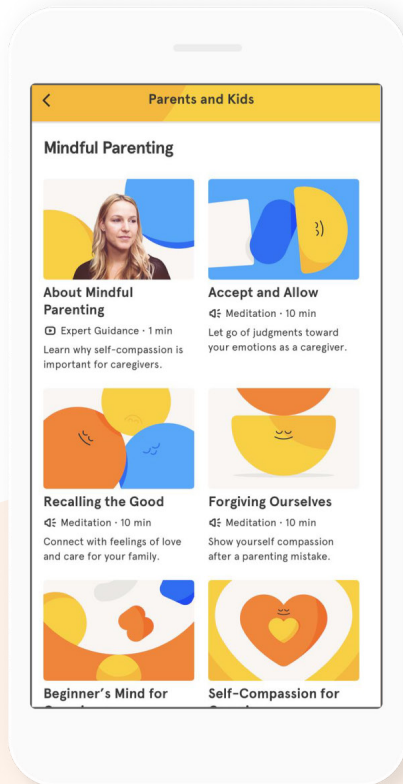 Parents and Kids
Mindful Parenting
About Mindful
Parenting
Expert Guidance · 1 min
Learn why self-compassion is
important for caregivers.
Accept and Allow
Meditation · 10 min
Let go of judgments toward
your emotions as a caregiver.
Recalling the Good
Meditation · 10 min
Connect with feelings of love
and care for your family.
Forgiving Ourselves
Meditation · 10 min
Show yourself compassion
after a parenting mistake.
Beginner's Mind for
Self-Compassion for